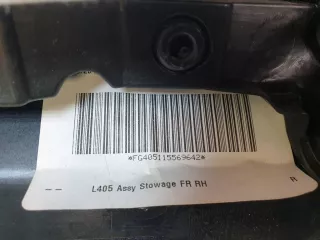 *FG405115569642*
L405 Assy Stowage FR RH
-- R